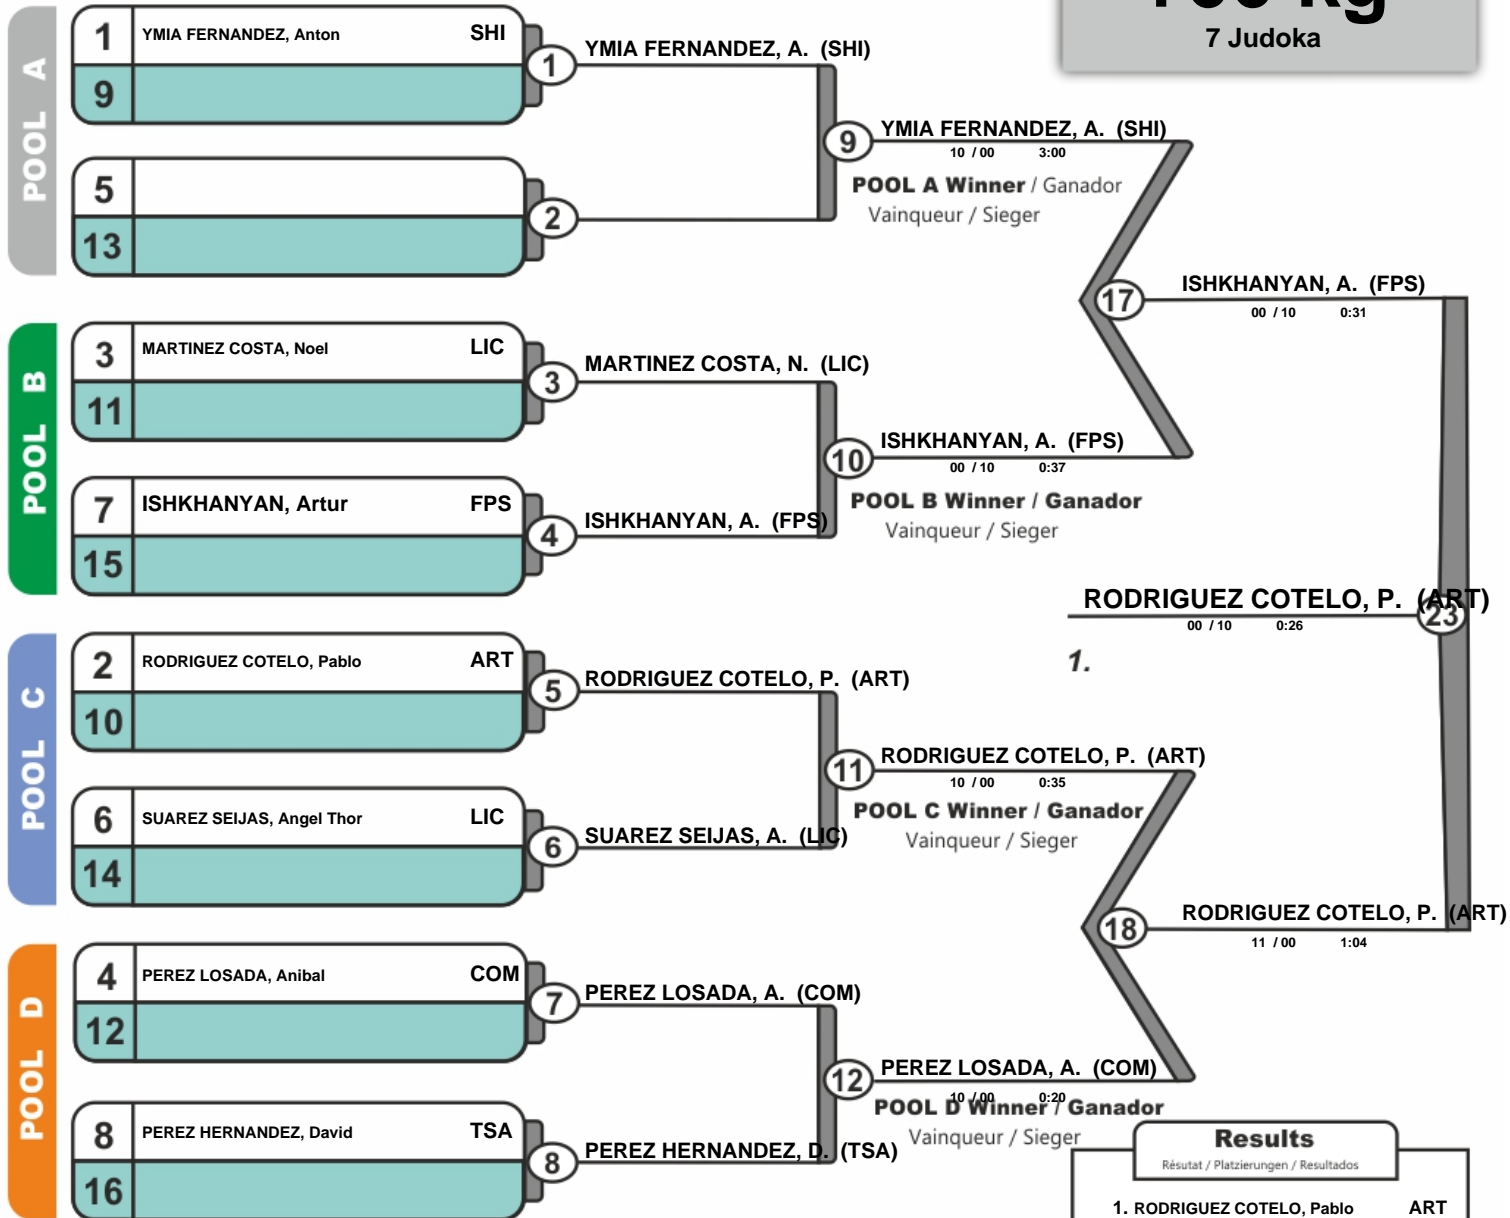 7 Judoka
POOL A
1 YMIA FERNANDEZ, Anton SHI
9
1
YMIA FERNANDEZ, A. (SHI)
5
13
2
9
YMIA FERNANDEZ, A. (SHI)
10 / 00 3:00
POOL A Winner / Ganador
Vainqueur / Sieger
POOL B
3 MARTINEZ COSTA, Noel LIC
11
3
MARTINEZ COSTA, N. (LIC)
7 ISHKHANYAN, Artur FPS
15
4
ISHKHANYAN, A. (FPS)
10
ISHKHANYAN, A. (FPS)
00 / 10 0:37
POOL B Winner / Ganador
Vainqueur / Sieger
17
ISHKHANYAN, A. (FPS)
00 / 10 0:31
RODRIGUEZ COTELO, P. (ART)
23
00 / 10 0:26
1.
POOL C
2 RODRIGUEZ COTELO, Pablo ART
10
5
RODRIGUEZ COTELO, P. (ART)
6 SUAREZ SEIJAS, Angel Thor LIC
14
6
SUAREZ SEIJAS, A. (LIC)
11
RODRIGUEZ COTELO, P. (ART)
10 / 00 0:35
POOL C Winner / Ganador
Vainqueur / Sieger
18
RODRIGUEZ COTELO, P. (ART)
11 / 00 1:04
POOL D
4 PEREZ LOSADA, Anibal COM
12
7
PEREZ LOSADA, A. (COM)
8 PEREZ HERNANDEZ, David TSA
16
8
PEREZ HERNANDEZ, D. (TSA)
12
PEREZ LOSADA, A. (COM)
10 / 00 0:20
POOL D Winner / Ganador
Vainqueur / Sieger
Results
Résutat / Platzierungen / Resultados
1. RODRIGUEZ COTELO, Pablo ART